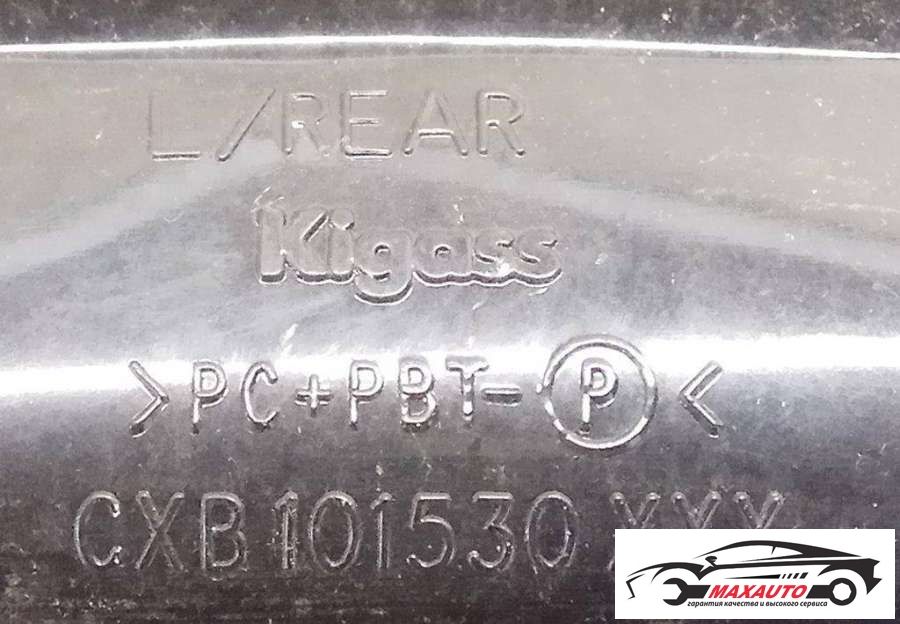 L/REAR
Kigass
>PC+PBT-Ⓟ<
CXB101530 XXX
MAXAUTO
гарантия качества и высокого сервиса